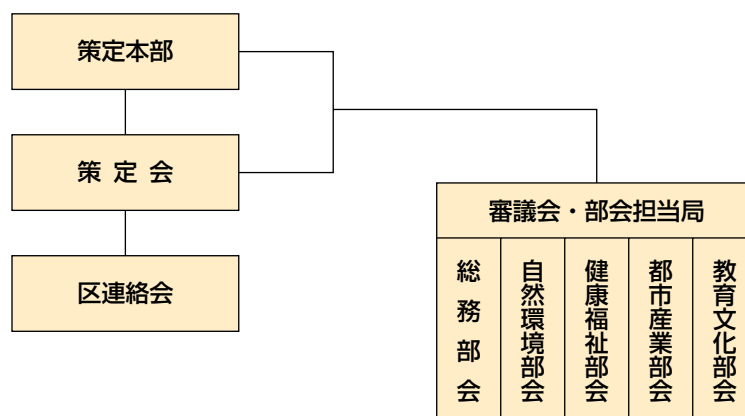 策定本部
策 定 会
区連絡会
審議会・部会担当局
総務部会
自然環境部会
健康福祉部会
都市産業部会
教育文化部会